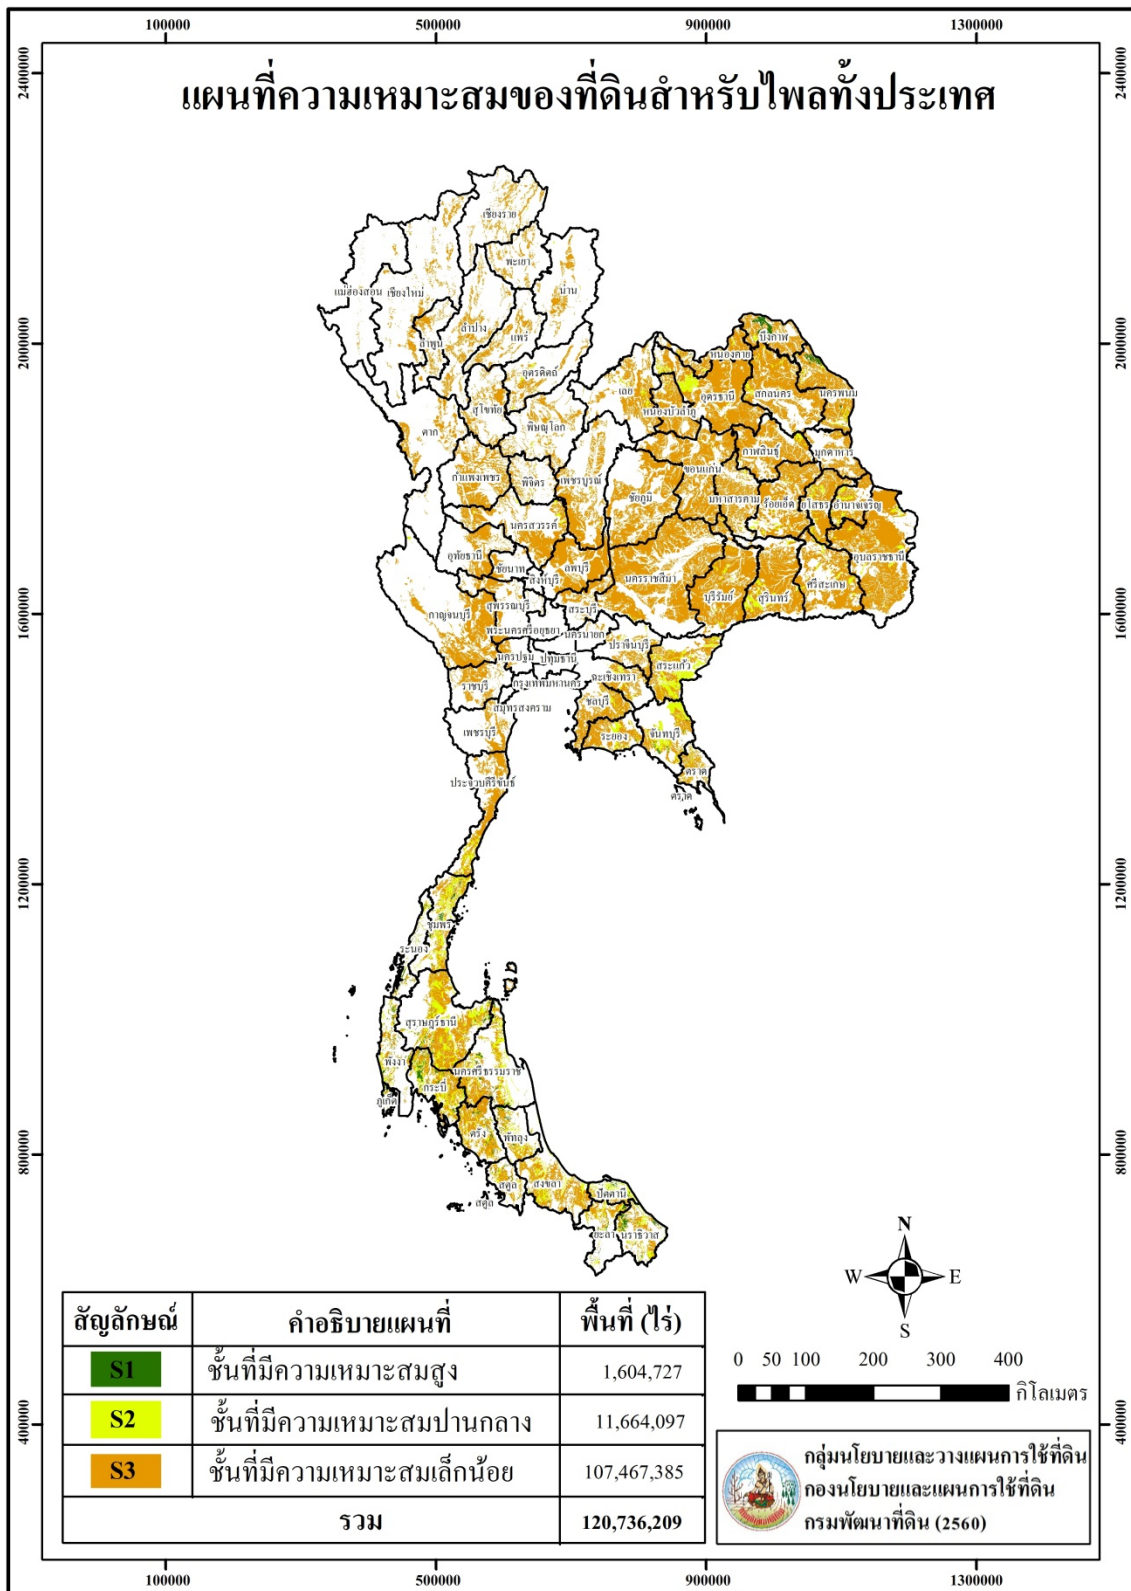 100000 500000 900000 1300000
2400000 2400000
แผนที่ความเหมาะสมของที่ดินสำหรับไพลทั้งประเทศ
เชียงราย
พะเยา
แม่ฮ่องสอน เชียงใหม่ น่าน
ลำปาง
ลำพูน แพร่
2000000 2000000
บึงกาฬ
หนองคาย
อุตรดิตถ์ เลย อุดรธานี สกลนคร นครพนม
สุโขทัย หนองบัวลำภู
ตาก พิษณุโลก
กาฬสินธุ์ มุกดาหาร
กำแพงเพชร พิจิตร เพชรบูรณ์ ชัยภูมิ ขอนแก่น
มหาสารคาม ร้อยเอ็ด ยโสธร อำนาจเจริญ
นครสวรรค์
อุทัยธานี ชัยนาท ลพบุรี อุบลราชธานี
สิงห์บุรี นครราชสีมา ศรีสะเกษ
บุรีรัมย์ สุรินทร์
1600000 1600000
กาญจนบุรี สุพรรณบุรี สระบุรี
พระนครศรีอยุธยา นครนายก
ปราจีนบุรี
นครปฐม ปทุมธานี สระแก้ว
ราชบุรี กรุงเทพมหานคร ฉะเชิงเทรา
สมุทรสงคราม ชลบุรี
เพชรบุรี ระยอง จันทบุรี
ประจวบคีรีขันธ์ ตราด
ตราด
1200000 1200000
ชุมพร
ระนอง
สุราษฎร์ธานี
พังงา นครศรีธรรมราช
กระบี่
ภูเก็ต
ตรัง พัทลุง
800000 800000
สตูล สงขลา ปัตตานี
สตูล
ยะลา นราธิวาส
N
W E
S
สัญลักษณ์ คำอธิบายแผนที่ พื้นที่ (ไร่)
S1 ชั้นที่มีความเหมาะสมสูง 1,604,727
S2 ชั้นที่มีความเหมาะสมปานกลาง 11,664,097
S3 ชั้นที่มีความเหมาะสมเล็กน้อย 107,467,385
รวม 120,736,209
0 50 100 200 300 400
กิโลเมตร
400000 400000
กลุ่มนโยบายและวางแผนการใช้ที่ดิน
กองนโยบายและแผนการใช้ที่ดิน
กรมพัฒนาที่ดิน (2560)
100000 500000 900000 1300000